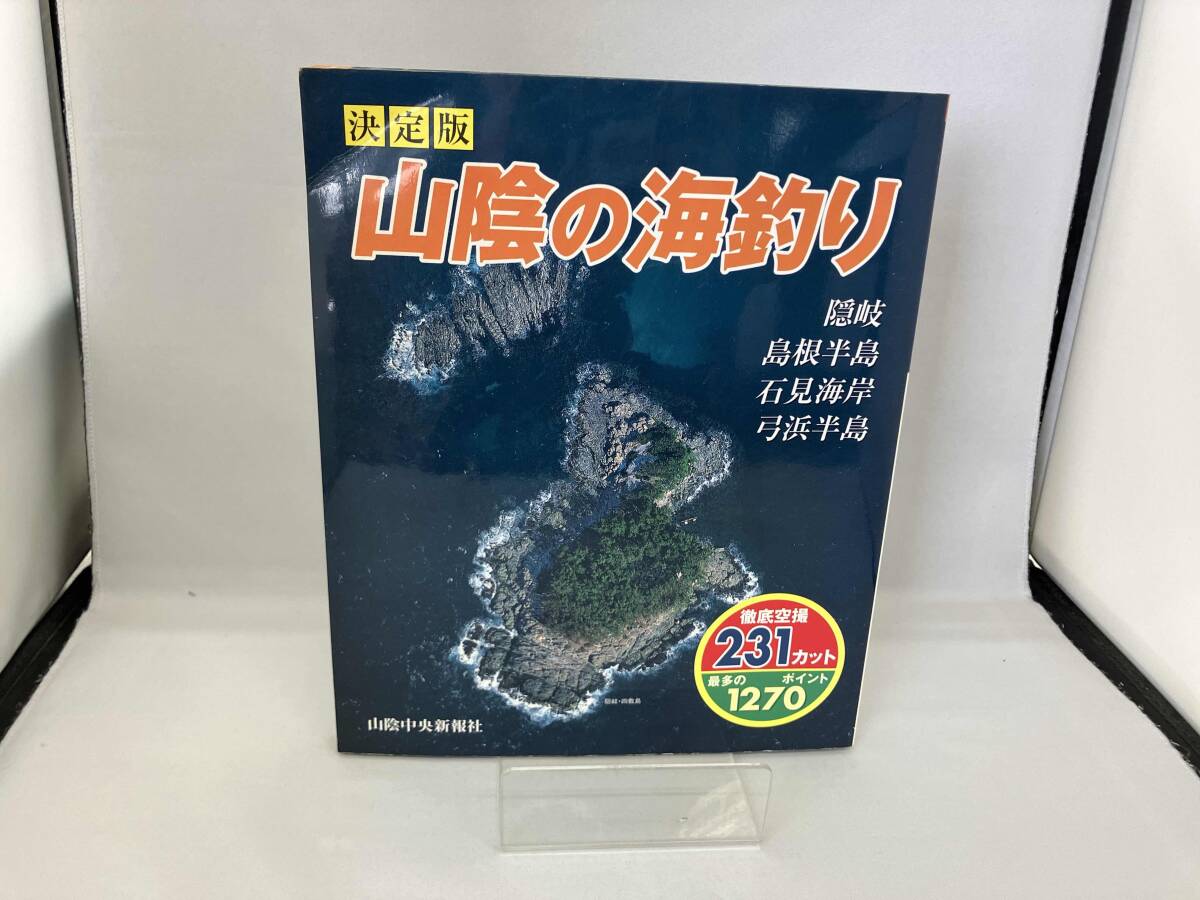 決定版
山陰の海釣り
隠岐
島根半島
石見海岸
弓浜半島
徹底空撮
231カット
最多の ポイント
1270
山陰中央新報社